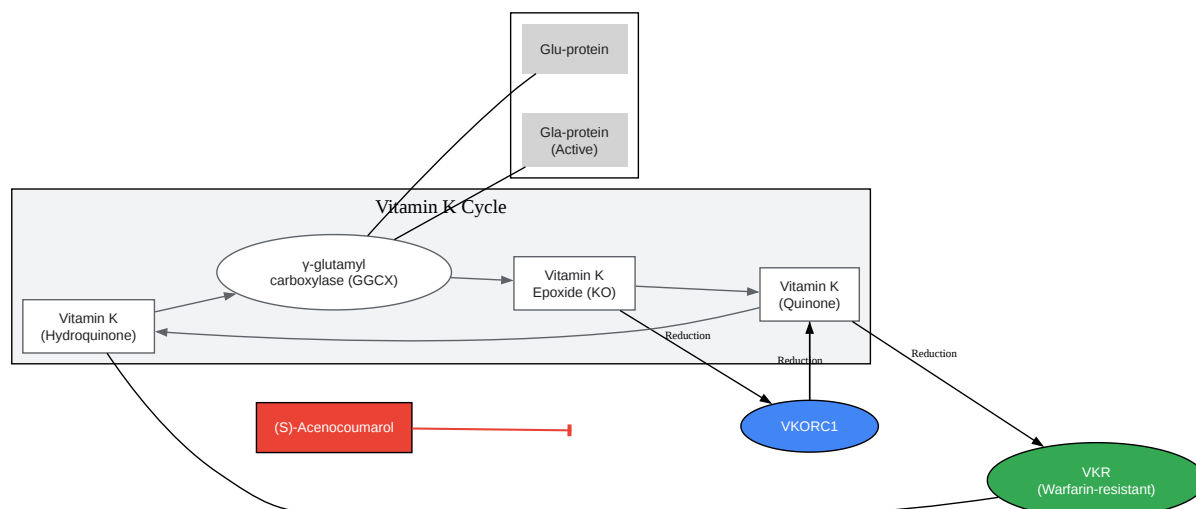 Glu-protein
Gla-protein
(Active)
Vitamin K Cycle
γ-glutamyl
carboxylase (GGCX)
Vitamin K
Epoxide (KO)
Vitamin K
(Quinone)
Vitamin K
(Hydroquinone)
Reduction
Reduction
Reduction
(S)-Acenocoumarol
VKORC1
VKR
(Warfarin-resistant)